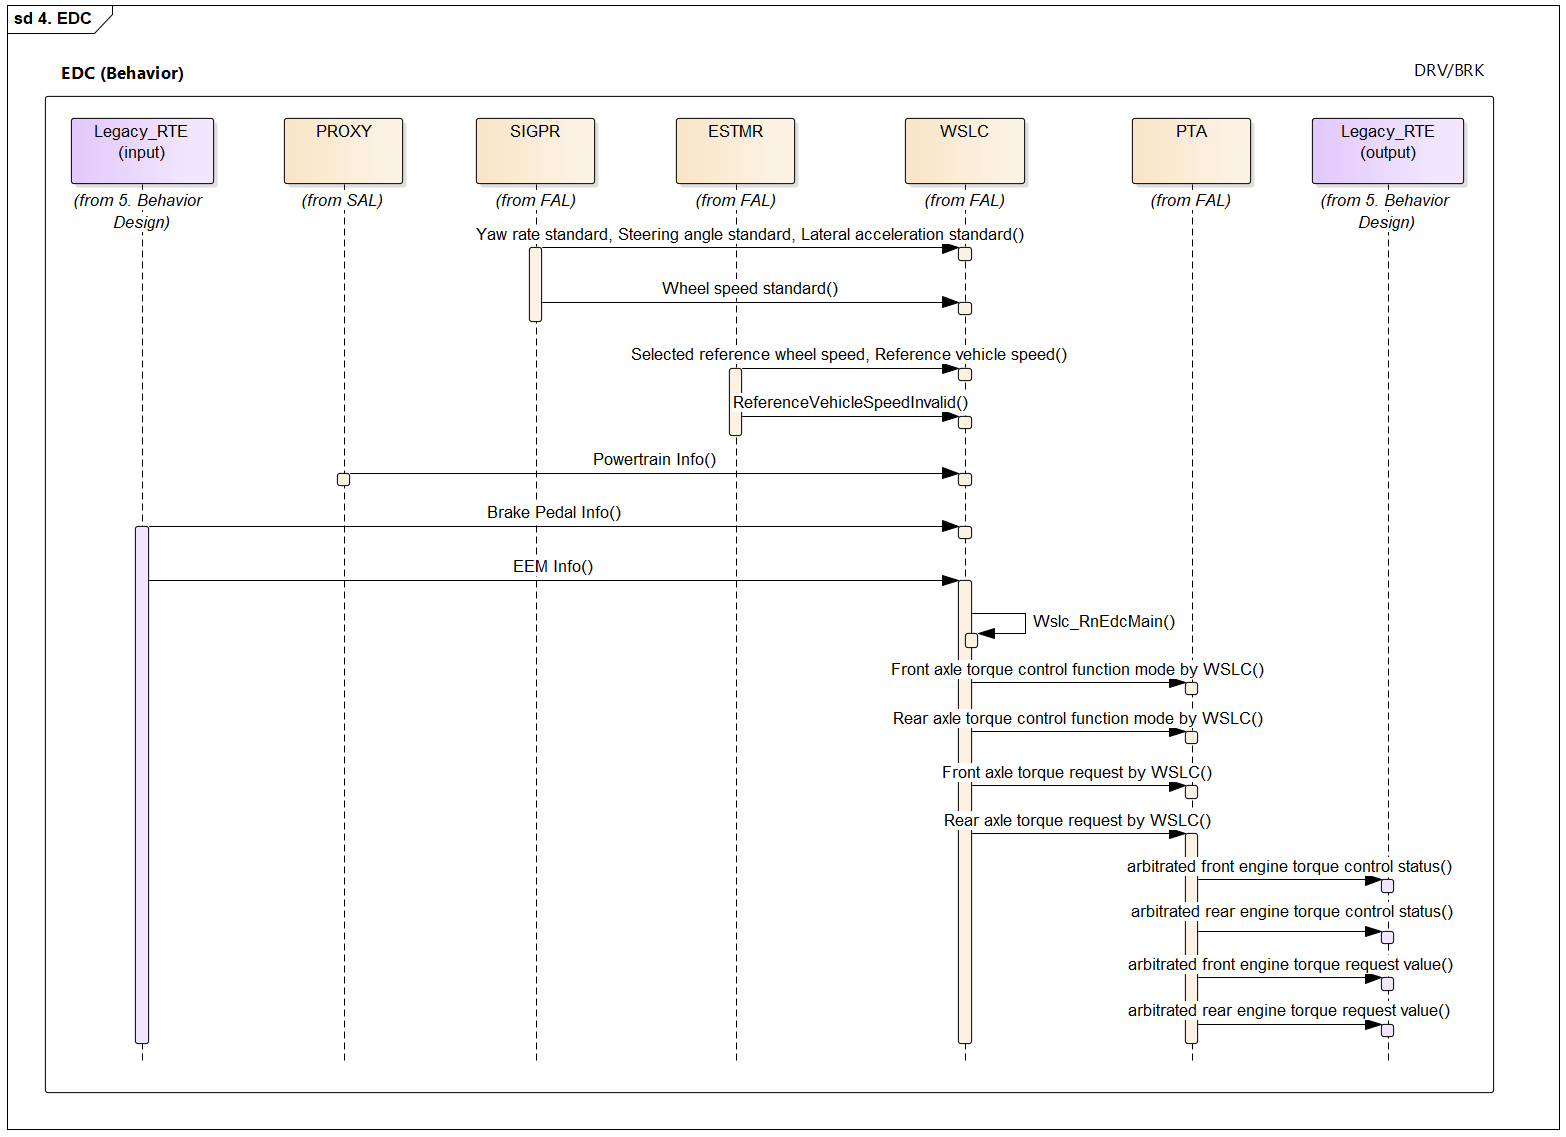 sd 4. EDC
EDC (Behavior)
DRV/BRK
Legacy_RTE
(input)
PROXY
SIGPR
ESTMR
WSLC
PTA
Legacy_RTE
(output)
(from 5. Behavior
Design)
(from SAL)
(from FAL)
(from FAL)
(from FAL)
(from FAL)
(from 5. Behavior
Design)
Yaw rate standard, Steering angle standard, Lateral acceleration standard()
Wheel speed standard()
Selected reference wheel speed, Reference vehicle speed()
ReferenceVehicleSpeedInvalid()
Powertrain Info()
Brake Pedal Info()
EEM Info()
Wslc_RnEdcMain()
Front axle torque control function mode by WSLC()
Rear axle torque control function mode by WSLC()
Front axle torque request by WSLC()
Rear axle torque request by WSLC()
arbitrated front engine torque control status()
arbitrated rear engine torque control status()
arbitrated front engine torque request value()
arbitrated rear engine torque request value()